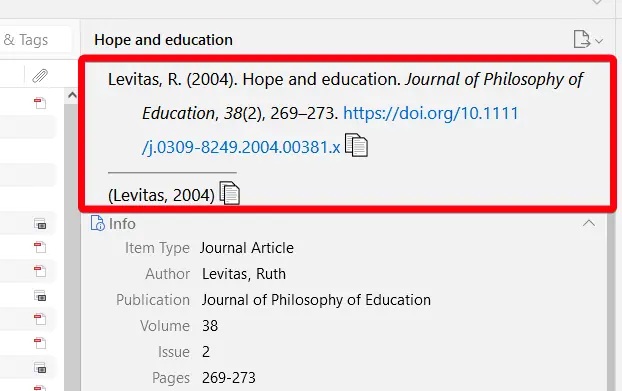 & Tags
Hope and education
Levitas, R. (2004). Hope and education. Journal of Philosophy of
Education, 38(2), 269–273. https://doi.org/10.1111
/j.0309-8249.2004.00381.x
(Levitas, 2004)
Info
Item Type Journal Article
Author Levitas, Ruth
Publication Journal of Philosophy of Education
Volume 38
Issue 2
Pages 269-273